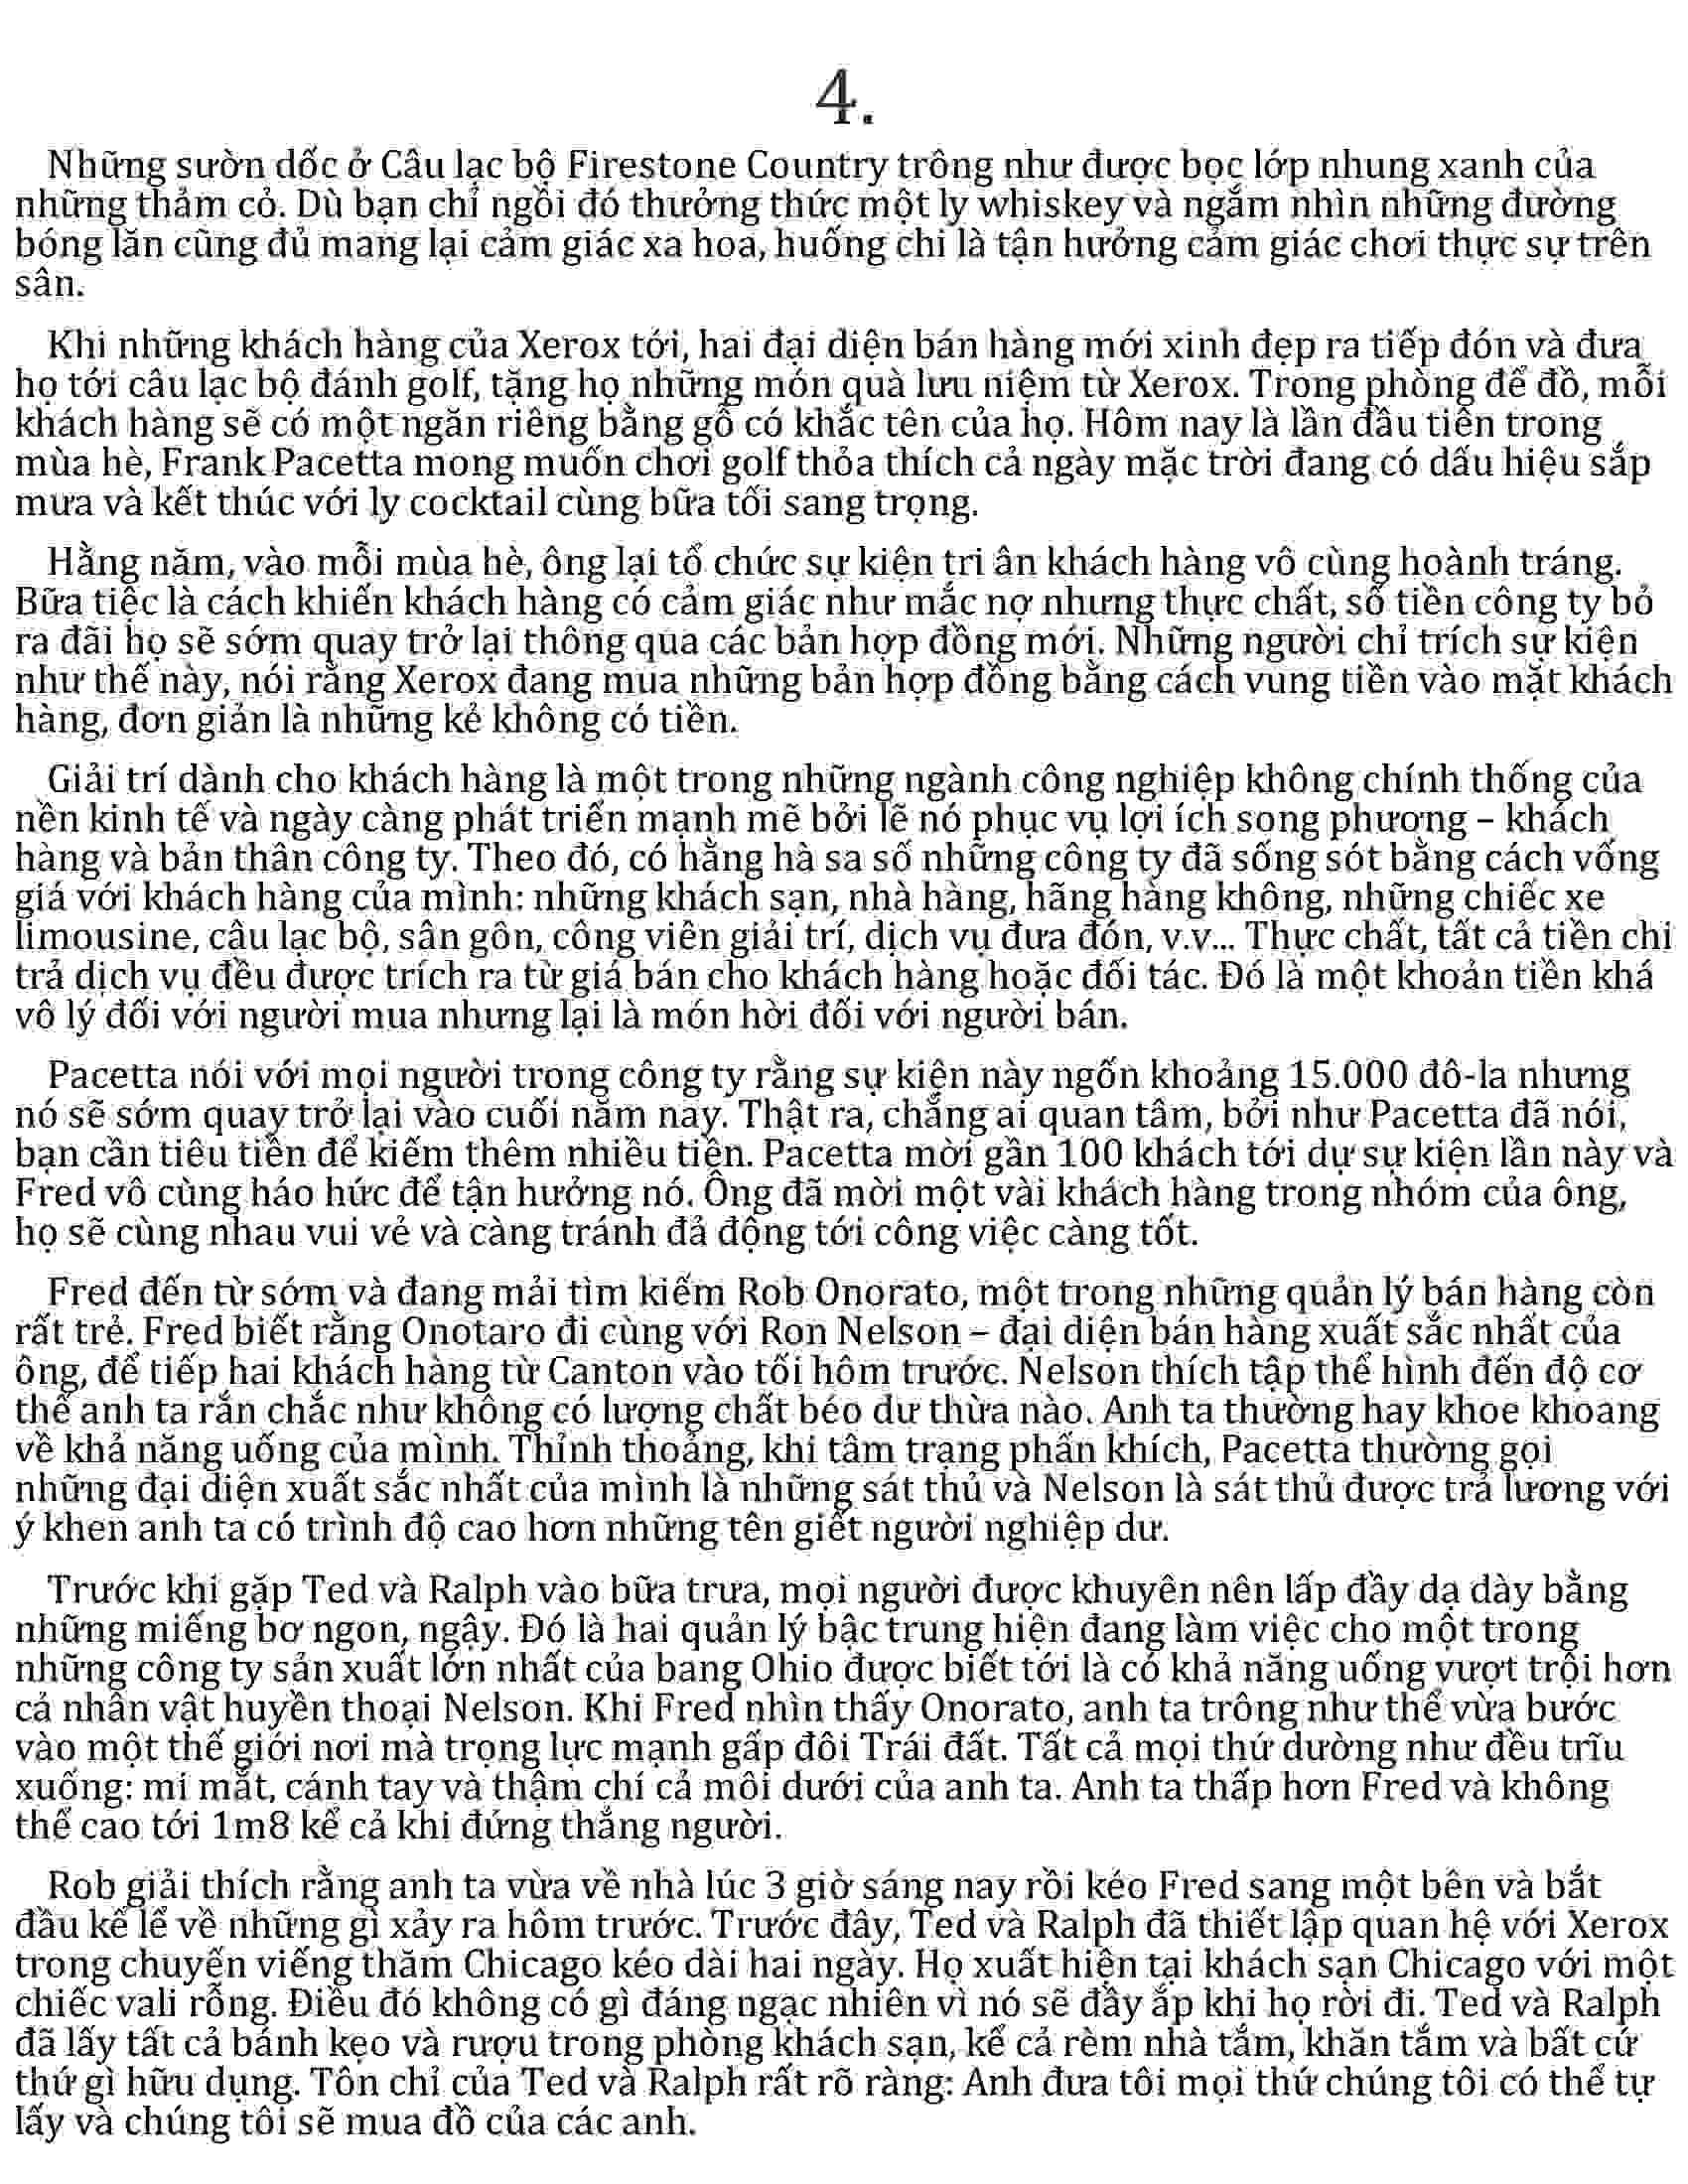 4.
Những sườn dốc ở Câu lạc bộ Firestone Country trông như được bọc lớp nhung xanh của
những thảm cỏ. Dù bạn chỉ ngồi đó thưởng thức một ly whiskey và ngắm nhìn những đường
bóng lăn cũng đủ mang lại cảm giác xa hoa, huống chi là tận hưởng cảm giác chơi thực sự trên
sân.
Khi những khách hàng của Xerox tới, hai đại diện bán hàng mới xinh đẹp ra tiếp đón và đưa
họ tới câu lạc bộ đánh golf, tặng họ những món quà lưu niệm từ Xerox. Trong phòng để đồ, mỗi
khách hàng sẽ có một ngăn riêng bằng gỗ có khắc tên của họ. Hôm nay là lần đầu tiên trong
mùa hè, Frank Pacetta mong muốn chơi golf thỏa thích cả ngày mặc trời đang có dấu hiệu sắp
mưa và kết thúc với ly cocktail cùng bữa tối sang trọng.
Hằng năm, vào mỗi mùa hè, ông lại tổ chức sự kiện tri ân khách hàng vô cùng hoành tráng.
Bữa tiệc là cách khiến khách hàng có cảm giác như mắc nợ nhưng thực chất, số tiền công ty bỏ
ra đãi họ sẽ sớm quay trở lại thông qua các bản hợp đồng mới. Những người chỉ trích sự kiện
như thế này, nói rằng Xerox đang mua những bản hợp đồng bằng cách vung tiền vào mặt khách
hàng, đơn giản là những kẻ không có tiền.
Giải trí dành cho khách hàng là một trong những ngành công nghiệp không chính thống của
nền kinh tế và ngày càng phát triển mạnh mẽ bởi lẽ nó phục vụ lợi ích song phương – khách
hàng và bản thân công ty. Theo đó, có hằng hà sa số những công ty đã sống sót bằng cách vống
giá với khách hàng của mình: những khách sạn, nhà hàng, hãng hàng không, những chiếc xe
limousine, câu lạc bộ, sân gôn, công viên giải trí, dịch vụ đưa đón, v.v... Thực chất, tất cả tiền chi
trả dịch vụ đều được trích ra từ giá bán cho khách hàng hoặc đối tác. Đó là một khoản tiền khá
vô lý đối với người mua nhưng lại là món hời đối với người bán.
Pacetta nói với mọi người trong công ty rằng sự kiện này ngốn khoảng 15.000 đô-la nhưng
nó sẽ sớm quay trở lại vào cuối năm nay. Thật ra, chẳng ai quan tâm, bởi như Pacetta đã nói,
bạn cần tiêu tiền để kiếm thêm nhiều tiền. Pacetta mời gần 100 khách tới dự sự kiện lần này và
Fred vô cùng háo hức để tận hưởng nó. Ông đã mời một vài khách hàng trong nhóm của ông,
họ sẽ cùng nhau vui vẻ và càng tránh đả động tới công việc càng tốt.
Fred đến từ sớm và đang mải tìm kiếm Rob Onorato, một trong những quản lý bán hàng còn
rất trẻ. Fred biết rằng Onotaro đi cùng với Ron Nelson – đại diện bán hàng xuất sắc nhất của
ông, để tiếp hai khách hàng từ Canton vào tối hôm trước. Nelson thích tập thể hình đến độ cơ
thể anh ta rắn chắc như không có lượng chất béo dư thừa nào. Anh ta thường hay khoe khoang
về khả năng uống của mình. Thỉnh thoảng, khi tâm trạng phấn khích, Pacetta thường gọi
những đại diện xuất sắc nhất của mình là những sát thủ và Nelson là sát thủ được trả lương với
ý khen anh ta có trình độ cao hơn những tên giết người nghiệp dư.
Trước khi gặp Ted và Ralph vào bữa trưa, mọi người được khuyên nên lấp đầy dạ dày bằng
những miếng bơ ngon, ngậy. Đó là hai quản lý bậc trung hiện đang làm việc cho một trong
những công ty sản xuất lớn nhất của bang Ohio được biết tới là có khả năng uống vượt trội hơn
cả nhân vật huyền thoại Nelson. Khi Fred nhìn thấy Onorato, anh ta trông như thể vừa bước
vào một thế giới nơi mà trọng lực mạnh gấp đôi Trái đất. Tất cả mọi thứ dường như đều trĩu
xuống: mí mắt, cánh tay và thậm chí cả môi dưới của anh ta. Anh ta thấp hơn Fred và không
thể cao tới 1m8 kể cả khi đứng thẳng người.
Rob giải thích rằng anh ta vừa về nhà lúc 3 giờ sáng nay rồi kéo Fred sang một bên và bắt
đầu kể lể về những gì xảy ra hôm trước. Trước đây, Ted và Ralph đã thiết lập quan hệ với Xerox
trong chuyến viếng thăm Chicago kéo dài hai ngày. Họ xuất hiện tại khách sạn Chicago với một
chiếc vali rỗng. Điều đó không có gì đáng ngạc nhiên vì nó sẽ đầy ắp khi họ rời đi. Ted và Ralph
đã lấy tất cả bánh kẹo và rượu trong phòng khách sạn, kể cả rèm nhà tắm, khăn tắm và bất cứ
thứ gì hữu dụng. Tôn chỉ của Ted và Ralph rất rõ ràng: Anh đưa tôi mọi thứ chúng tôi có thể tự
lấy và chúng tôi sẽ mua đồ của các anh.